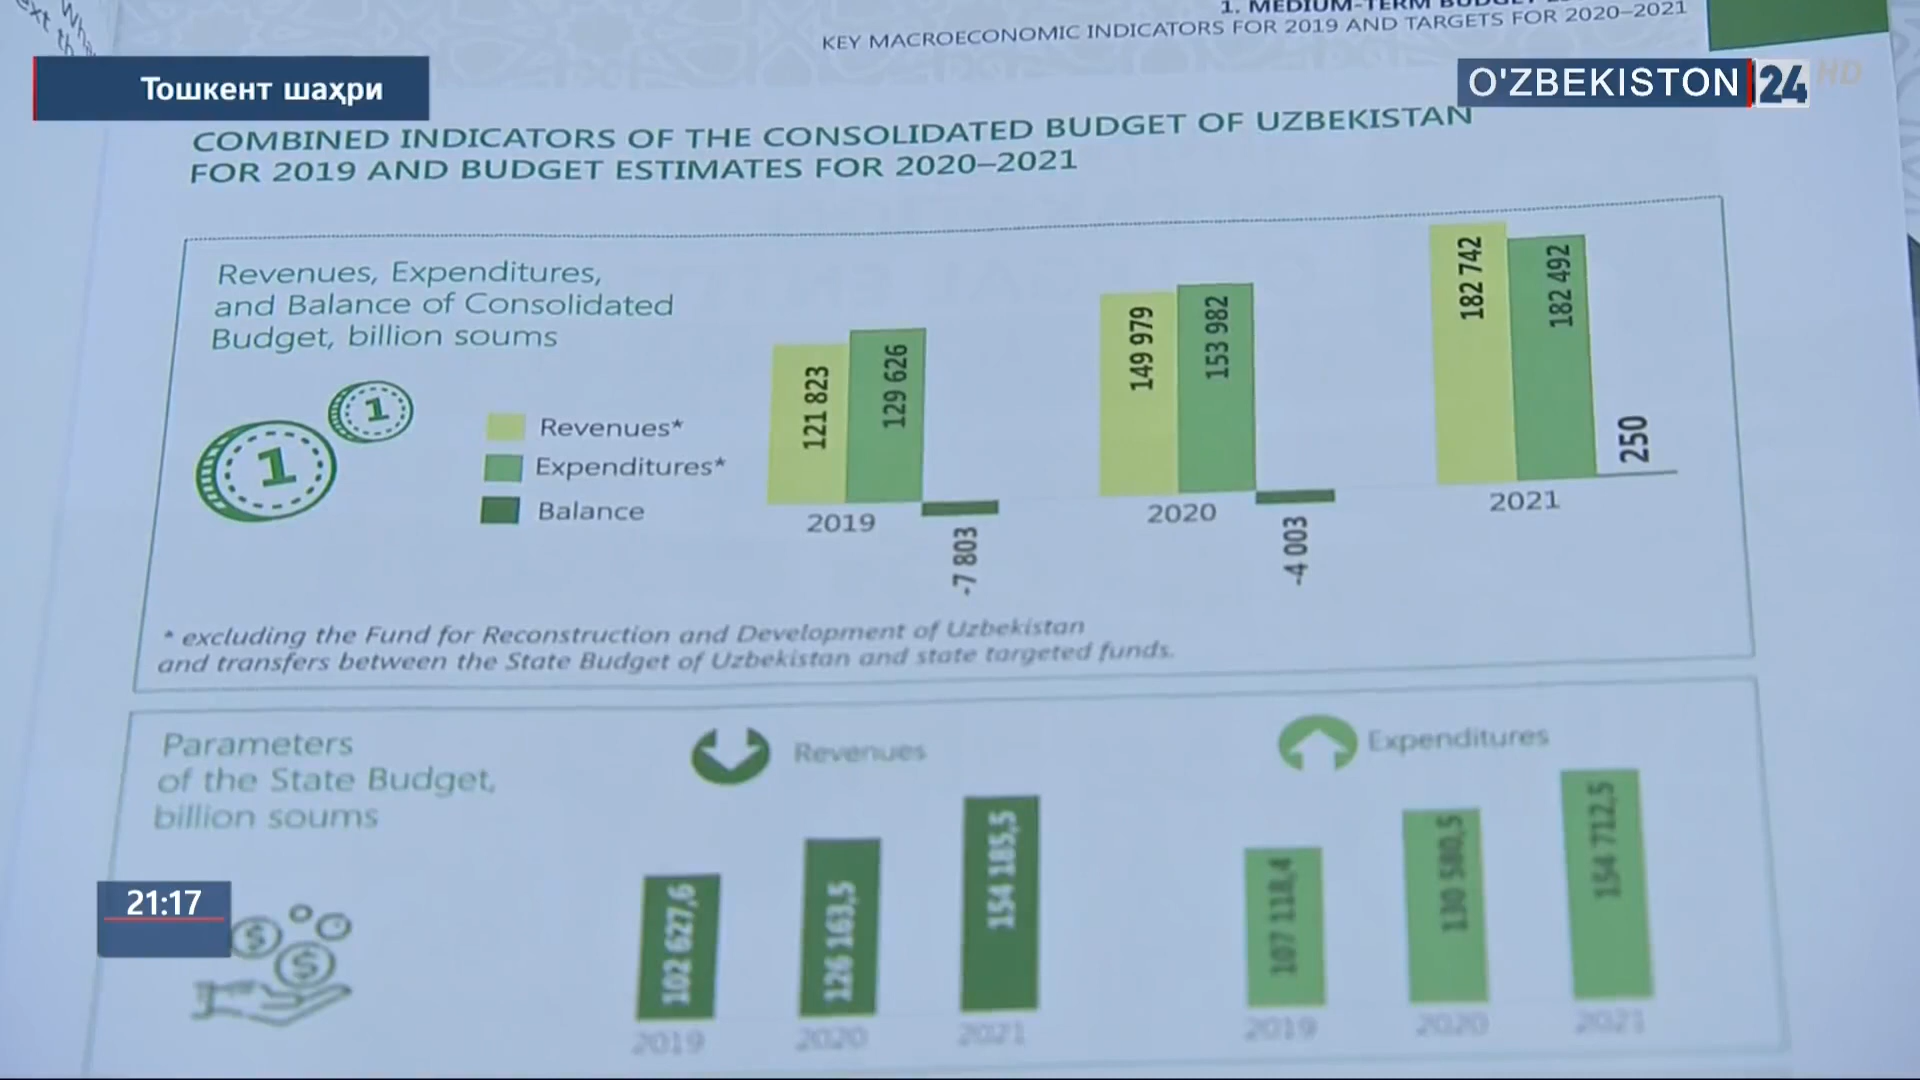 1. MEDIUM-TERM BUDGET
KEY MACROECONOMIC INDICATORS FOR 2019 AND TARGETS FOR 2020–2021
Тошкент шаҳри
O'ZBEKISTON 24 HD
COMBINED INDICATORS OF THE CONSOLIDATED BUDGET OF UZBEKISTAN
FOR 2019 AND BUDGET ESTIMATES FOR 2020–2021
Revenues, Expenditures,
and Balance of Consolidated
Budget, billion soums
1
1
Revenues*
Expenditures*
Balance
121 823
129 626
-7 803
2019
149 979
153 982
-4 003
2020
182 742
182 492
250
2021
* excluding the Fund for Reconstruction and Development of Uzbekistan
and transfers between the State Budget of Uzbekistan and state targeted funds.
Parameters
of the State Budget,
billion soums
Revenues
102 627,6
126 163,5
154 185,5
2019 2020 2021
Expenditures
107 118,4
130 580,5
154 712,5
2019 2020 2021
21:17